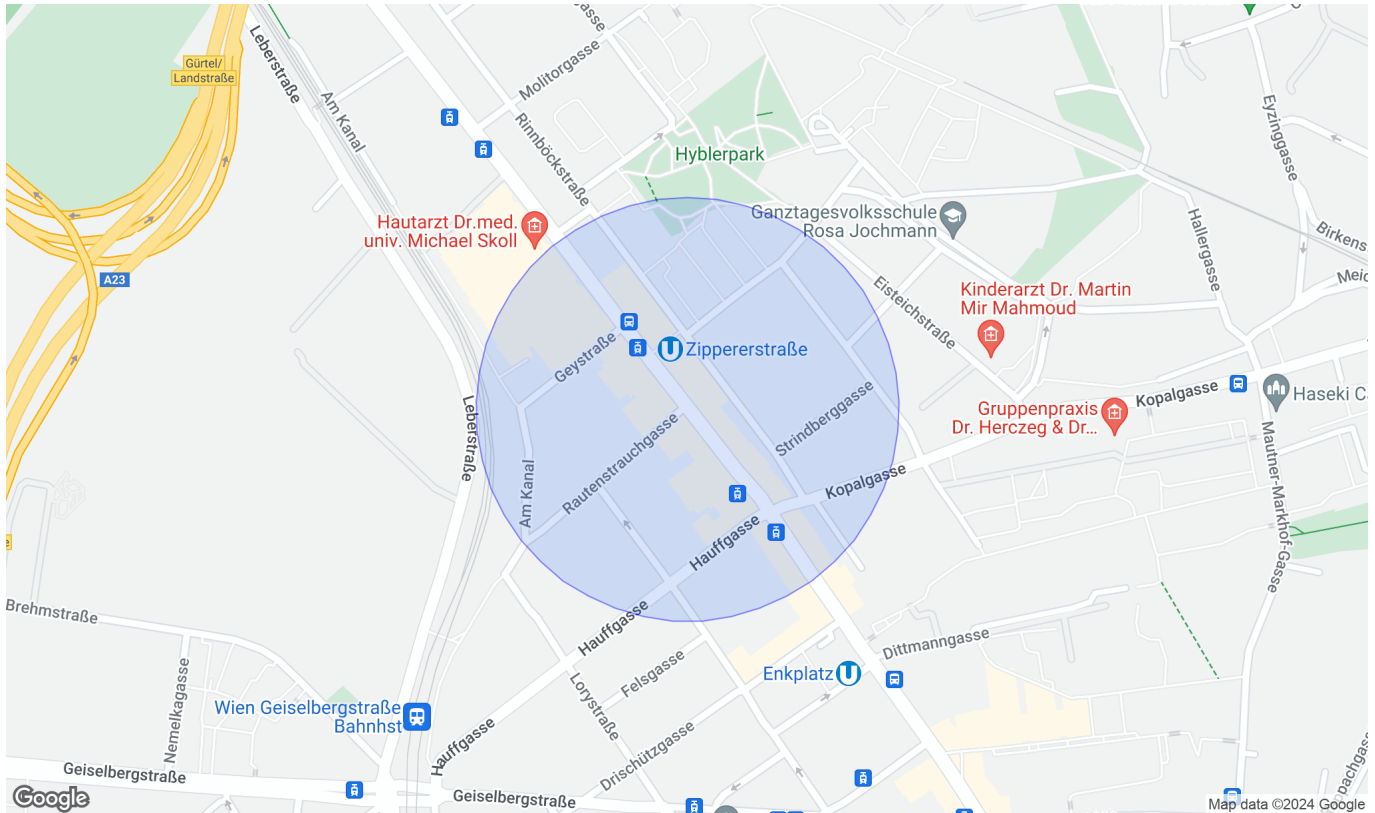 Gürtel/
Landstraße
Leberstraße
Am Kanal
Molitorgasse
Rinnböckstraße
Hyblerpark
Eyzinggasse
Hautarzt Dr.med.
univ. Michael Skoll
Ganztagesvolksschule
Rosa Jochmann
Hallergasse
A23
Eisteichstraße
Kinderarzt Dr. Martin
Mir Mahmoud
Geystraße
Zippererstraße
Kopalgasse
Haseki
Leberstraße
Gruppenpraxis
Dr. Herczeg & Dr...
Strindberggasse
Rautenstrauchgasse
Am Kanal
Kopalgasse
Mautner-Markhof-Gasse
Hauffgasse
Brehmstraße
Hauffgasse
Dittmanngasse
Felsgasse
Enkplatz
Nemelkagasse
Wien Geiselbergstraße
Bahnhst
Lorystraße
Hauffgasse
Drischützgasse
Geiselbergstraße
Geiselbergstraße
Google
Map data ©2024 Google